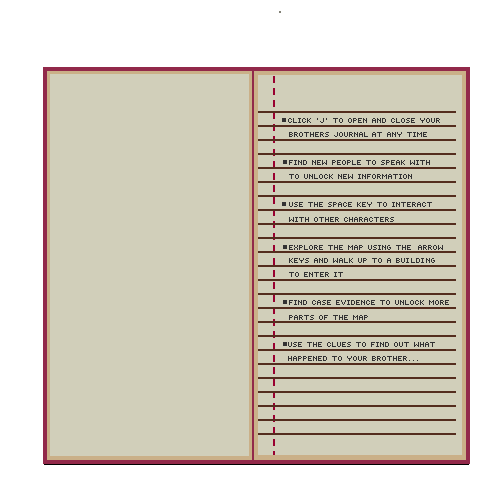 ■CLICK 'J' TO OPEN AND CLOSE YOUR
BROTHERS JOURNAL AT ANY TIME
■FIND NEW PEOPLE TO SPEAK WITH
TO UNLOCK NEW INFORMATION
■USE THE SPACE KEY TO INTERACT
WITH OTHER CHARACTERS
■EXPLORE THE MAP USING THE ARROW
KEYS AND WALK UP TO A BUILDING
TO ENTER IT
■FIND CASE EVIDENCE TO UNLOCK MORE
PARTS OF THE MAP
■USE THE CLUES TO FIND OUT WHAT
HAPPENED TO YOUR BROTHER...